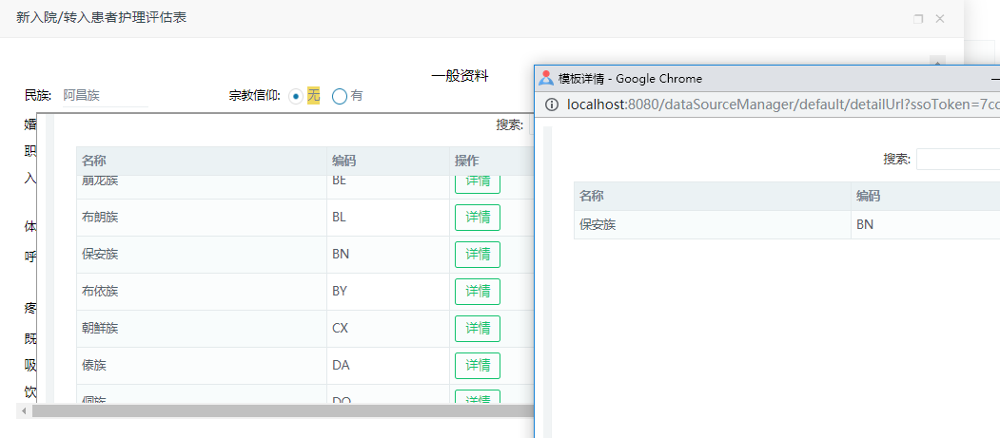 新入院/转入患者护理评估表
一般资料
民族: 阿昌族 宗教信仰: 无 有
婚
职
入
体
呼
疼
既
吸
饮
搜索:
名称 编码 操作
崩龙族 BE 详情
布朗族 BL 详情
保安族 BN 详情
布依族 BY 详情
朝鲜族 CX 详情
傣族 DA 详情
侗族 DO 详情
模板详情 - Google Chrome
localhost:8080/dataSourceManager/default/detailUrl?ssoToken=7cc
搜索:
名称 编码
保安族 BN